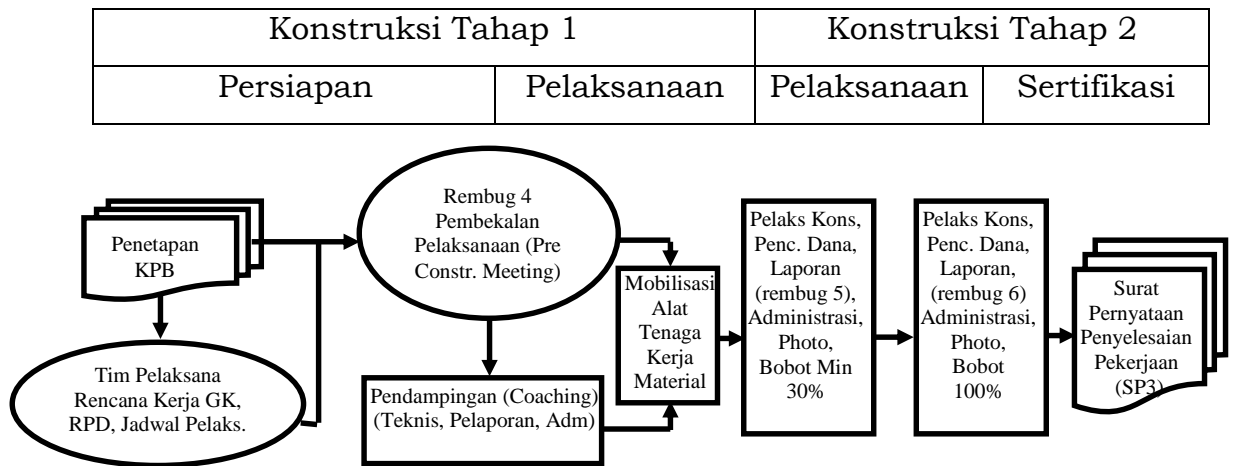 Konstruksi Tahap 1
Konstruksi Tahap 2
Persiapan
Pelaksanaan
Pelaksanaan
Sertifikasi
Penetapan
KPB
Tim Pelaksana
Rencana Kerja GK,
RPD, Jadwal Pelaks.
Rembug 4
Pembekalan
Pelaksanaan (Pre
Constr. Meeting)
Pendampingan (Coaching)
(Teknis, Pelaporan, Adm)
Mobilisasi
Alat
Tenaga
Kerja
Material
Pelaks Kons,
Penc. Dana,
Laporan
(rembug 5),
Administrasi,
Photo,
Bobot Min
30%
Pelaks Kons,
Penc. Dana,
Laporan,
(rembug 6)
Administrasi,
Photo,
Bobot
100%
Surat
Pernyataan
Penyelesaian
Pekerjaan
(SP3)